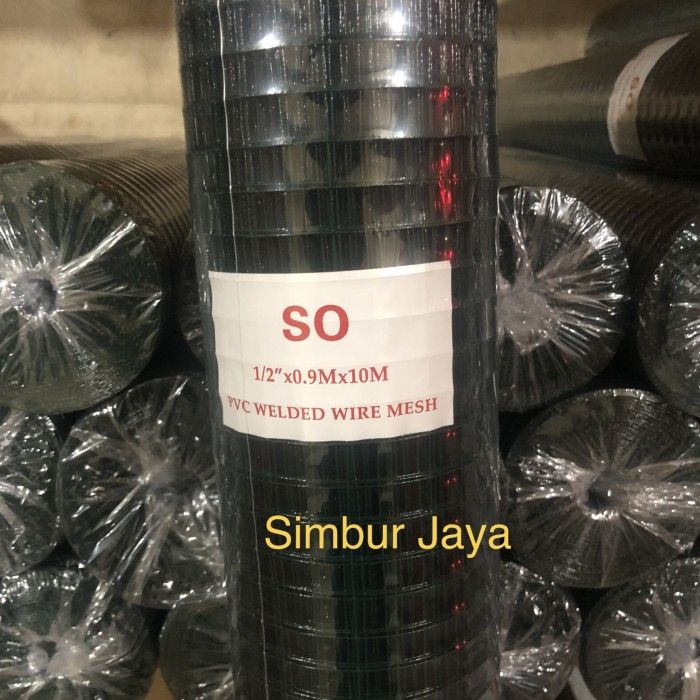 SO
1/2"x0.9Mx10M
PVC WELDED WIRE MESH
Simbur Jaya